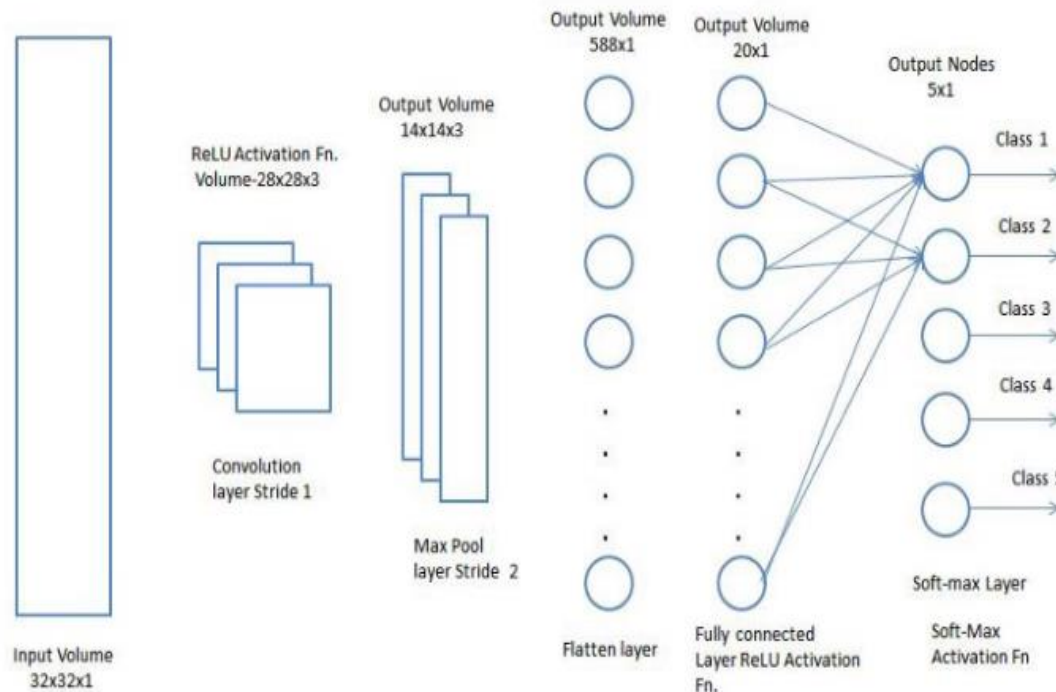 Input Volume
32x32x1
ReLU Activation Fn.
Volume-28x28x3
Convolution
layer Stride 1
Output Volume
14x14x3
Max Pool
layer Stride 2
Output Volume
588x1
Flatten layer
Output Volume
20x1
Fully connected
Layer ReLU Activation
Fn.
Output Nodes
5x1
Class 1
Class 2
Class 3
Class 4
Class
Soft-max Layer
Soft-Max
Activation Fn